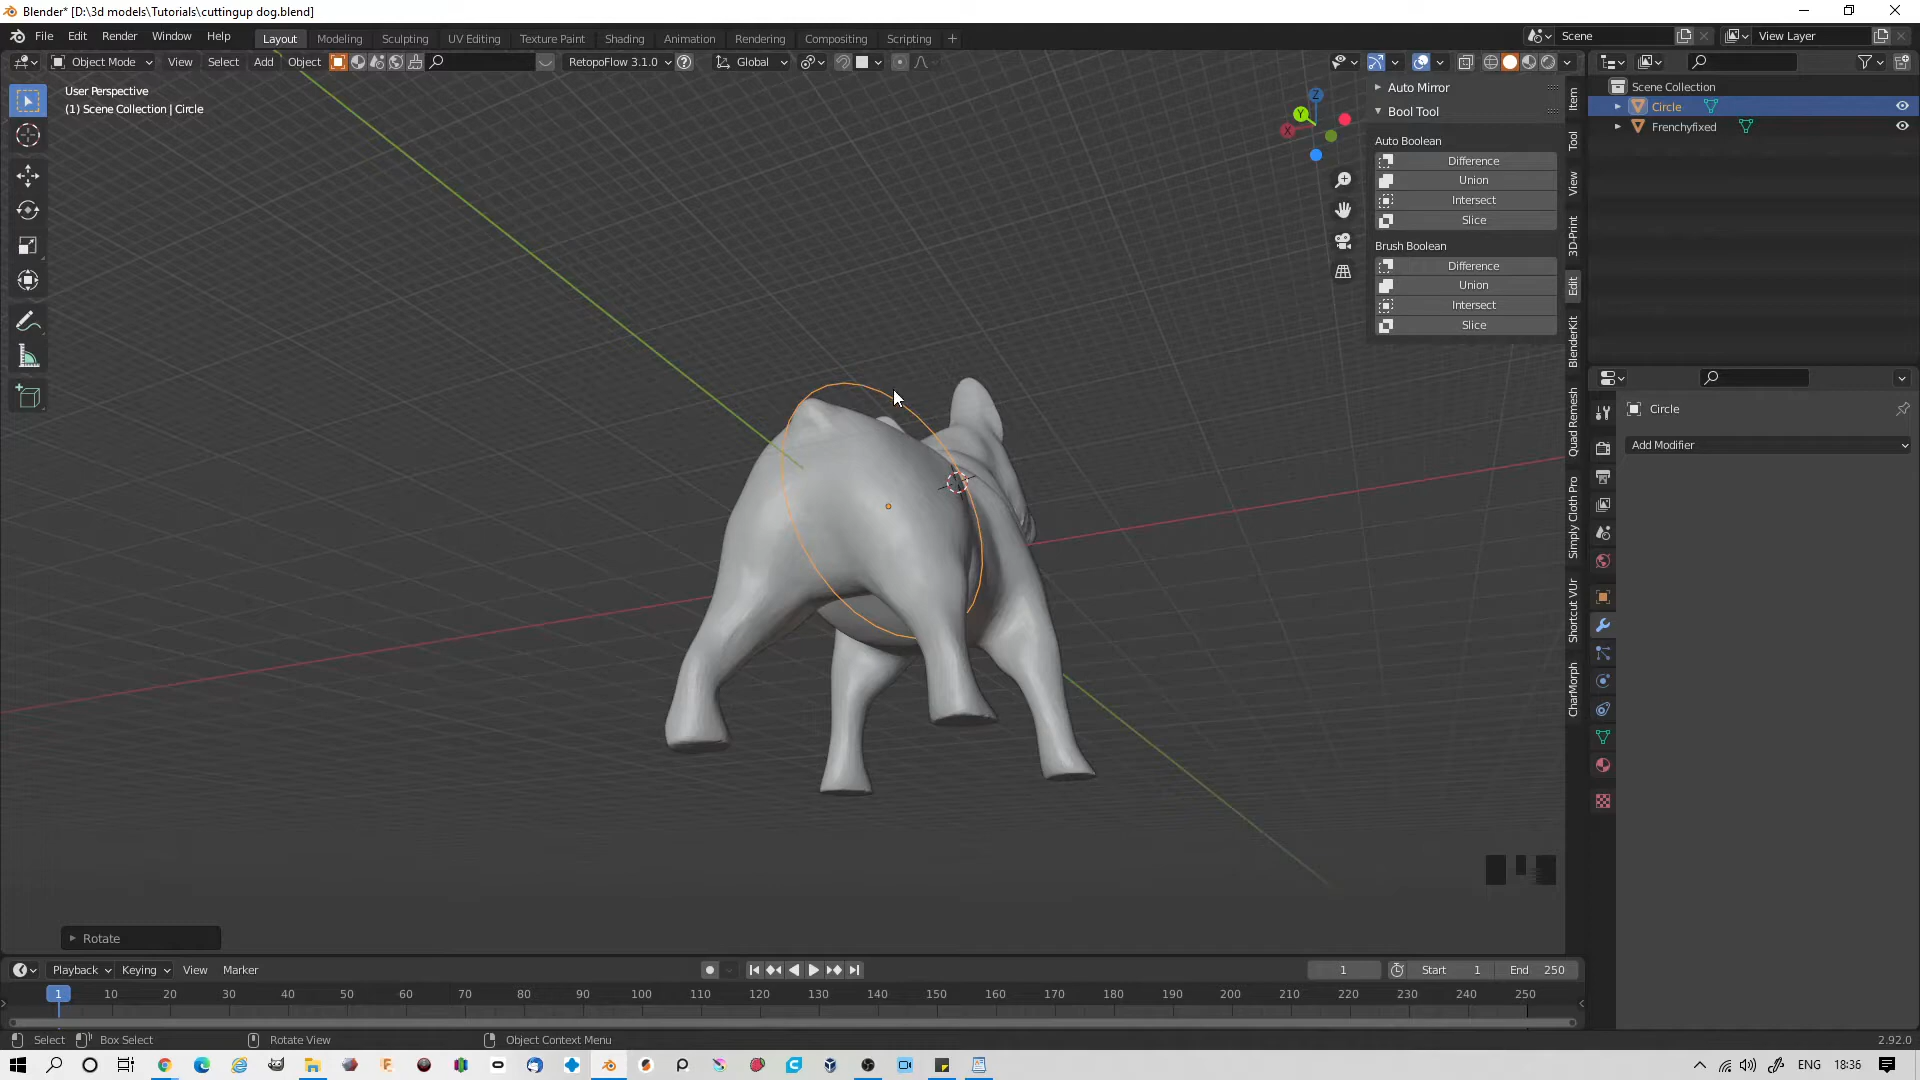 Blender* [D:\3d models\Tutorials\cuttingup dog.blend]
File Edit Render Window Help Layout Modeling Sculpting UV Editing Texture Paint Shading Animation Rendering Compositing Scripting Scene View Layer
Object Mode View Select Add Object RetopoFlow 3.1.0 Global
User Perspective
(1) Scene Collection | Circle
Z
Y
X
Auto Mirror
Bool Tool
Auto Boolean
Difference
Union
Intersect
Slice
Brush Boolean
Difference
Union
Intersect
Slice
Item
Tool
View
3D-Print
Edit
BlenderKit
Quad Remesh
Simply Cloth Pro
Shortcut VUr
CharMorph
Scene Collection
Circle
Frenchyfixed
Circle
Add Modifier
Rotate
Playback Keying View Marker 1 Start 1 End 250
1 10 20 30 40 50 60 70 80 90 100 110 120 130 140 150 160 170 180 190 200 210 220 230 240 250
Select Box Select Rotate View Object Context Menu 2.92.0
ENG 18:36